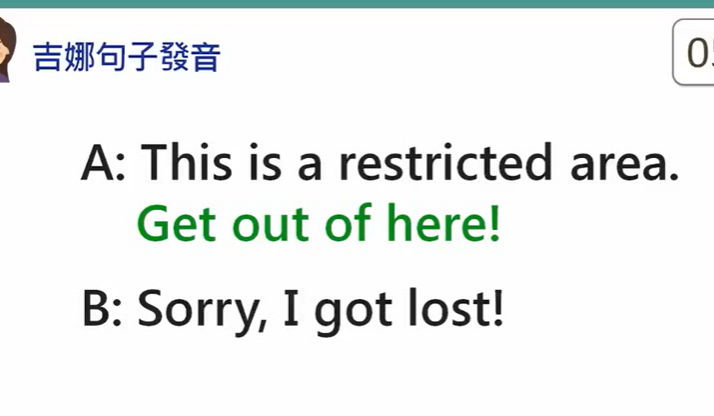 吉娜句子發音
A: This is a restricted area.
Get out of here!
B: Sorry, I got lost!